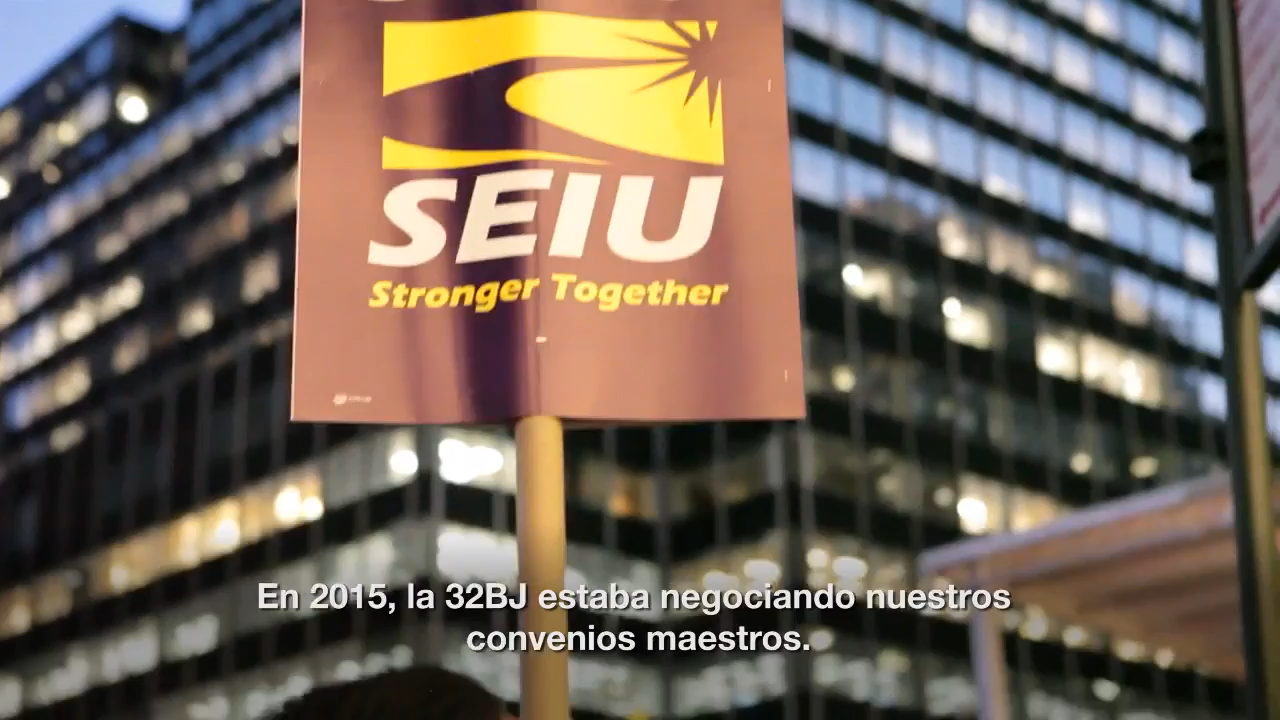 SEIU
Stronger Together
En 2015, la 32BJ estaba negociando nuestros
convenios maestros.